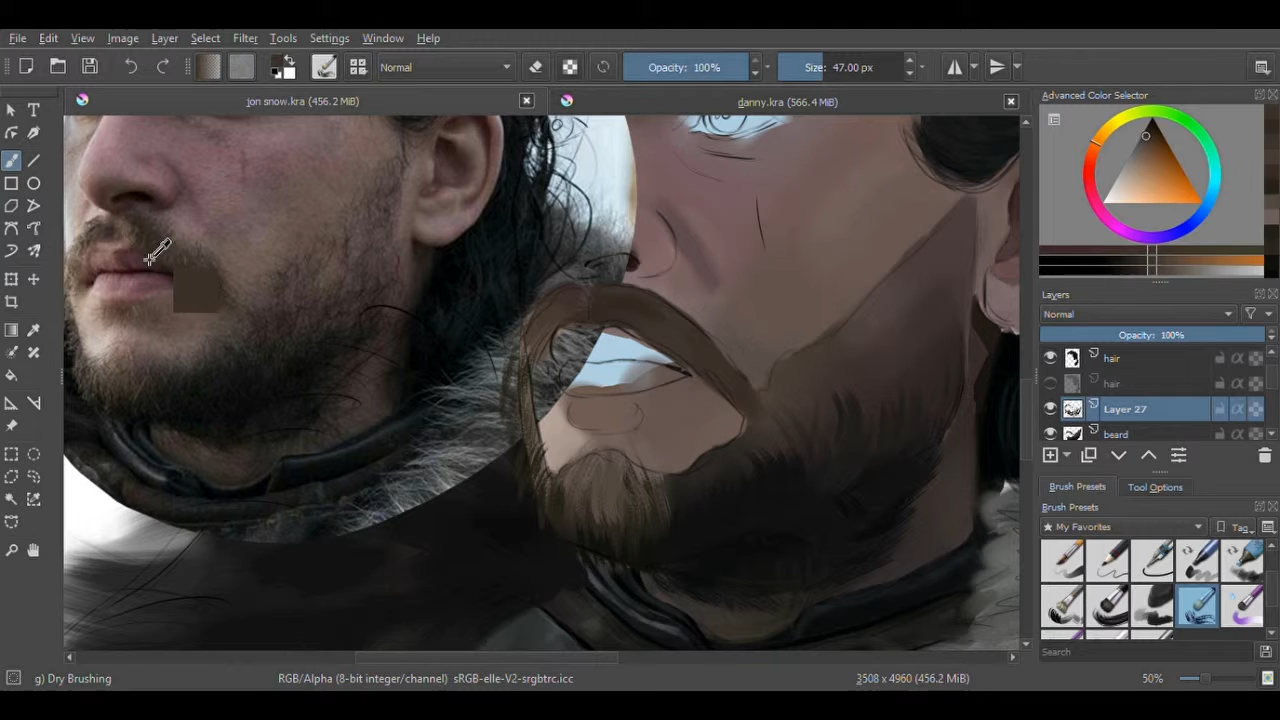 File Edit View Image Layer Select Filter Tools Settings Window Help
Normal Opacity: 100% Size: 47.00 px
jon snow.kra (456.2 MiB) danny.kra (566.4 MiB)
Advanced Color Selector
Layers
Normal
Opacity: 100%
hair
hair
Layer 27
beard
Brush Presets Tool Options
Brush Presets
My Favorites Tag
Search
g) Dry Brushing RGB/Alpha (8-bit integer/channel) sRGB-elle-V2-srgbtrc.icc 3508 x 4960 (456.2 MiB) 50%